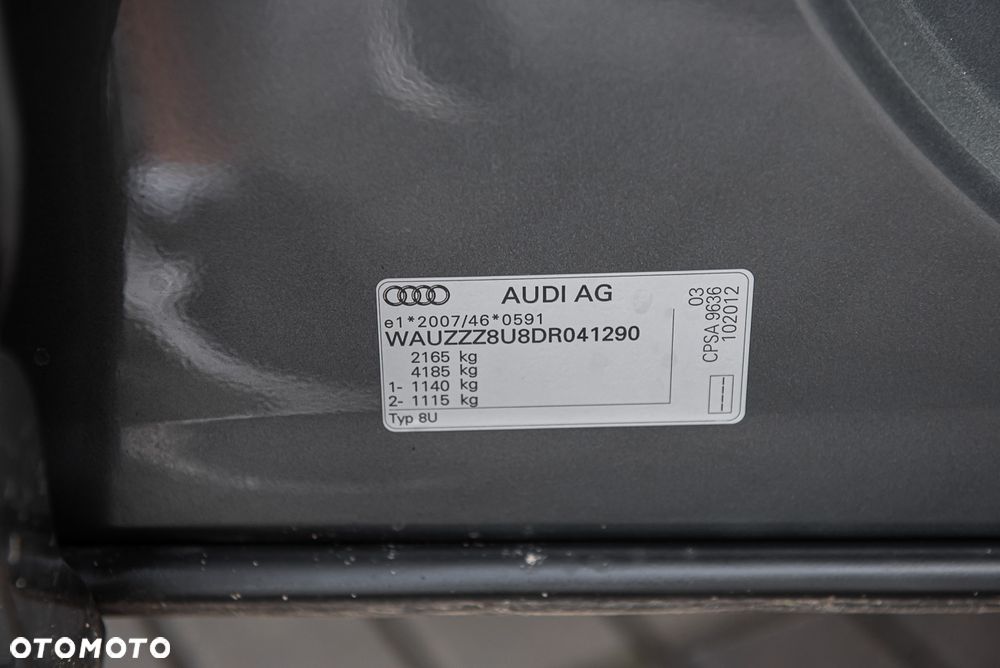 AUDI AG
e1*2007/46*0591
WAUZZZ8U8DR041290
2165 kg
4185 kg
1- 1140 kg
2- 1115 kg
Typ 8U
03
CPSA 9636
102012
----
OTOMOTO